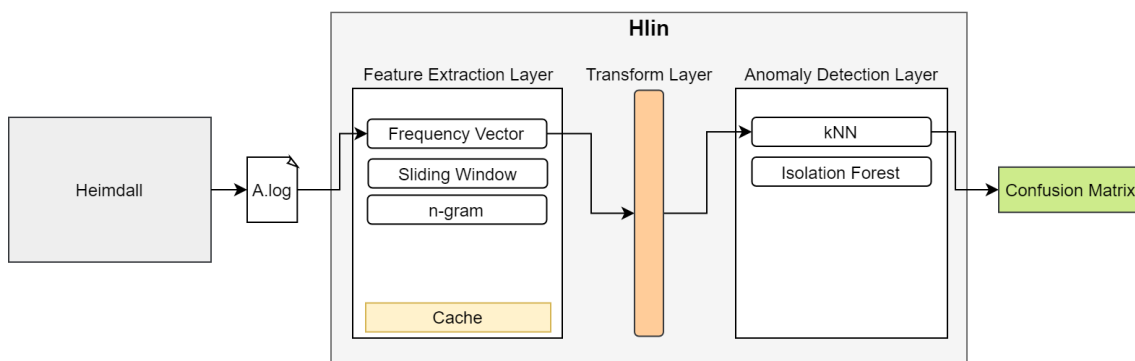 Hlin
Feature Extraction Layer
Transform Layer
Anomaly Detection Layer
Heimdall
A.log
Frequency Vector
Sliding Window
n-gram
Cache
kNN
Isolation Forest
Confusion Matrix